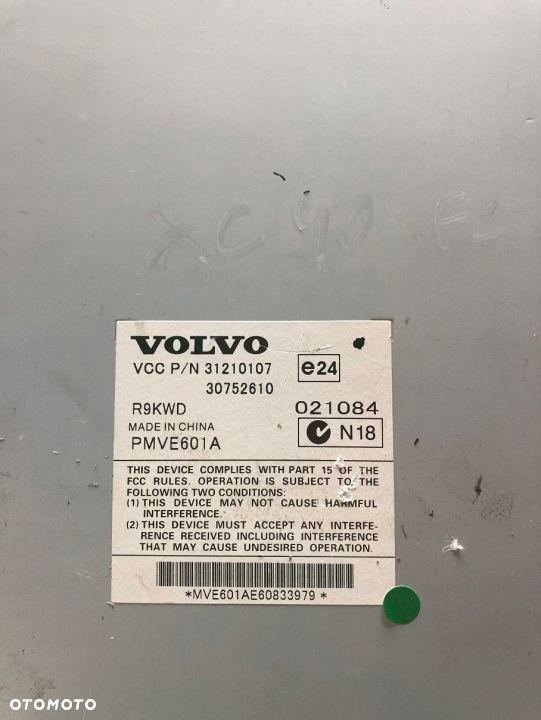 XC 90
VOLVO
VCC P/N 31210107
30752610
e24
R9KWD
021084
MADE IN CHINA
N18
PMVE601A
THIS DEVICE COMPLIES WITH PART 15 OF THE
FCC RULES. OPERATION IS SUBJECT TO THE
FOLLOWING TWO CONDITIONS:
(1) THIS DEVICE MAY NOT CAUSE HARMFUL
INTERFERENCE.
(2) THIS DEVICE MUST ACCEPT ANY INTERFE-
RENCE RECEIVED INCLUDING INTERFERENCE
THAT MAY CAUSE UNDESIRED OPERATION.
*MVE601AE60833979*
OTOMOTO